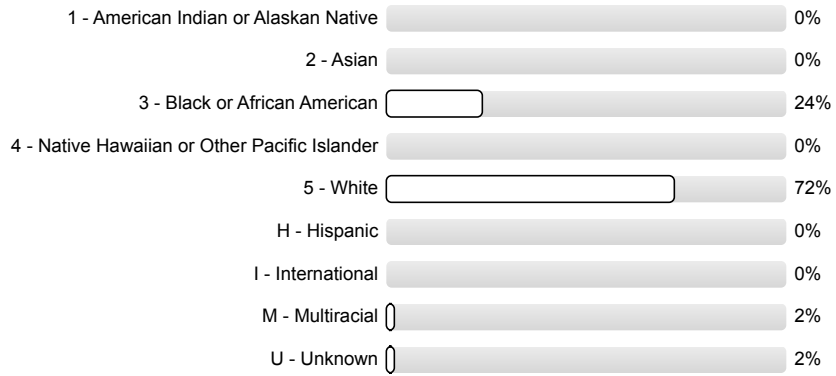 1 - American Indian or Alaskan Native 0%
2 - Asian 0%
3 - Black or African American 24%
4 - Native Hawaiian or Other Pacific Islander 0%
5 - White 72%
H - Hispanic 0%
I - International 0%
M - Multiracial 2%
U - Unknown 2%